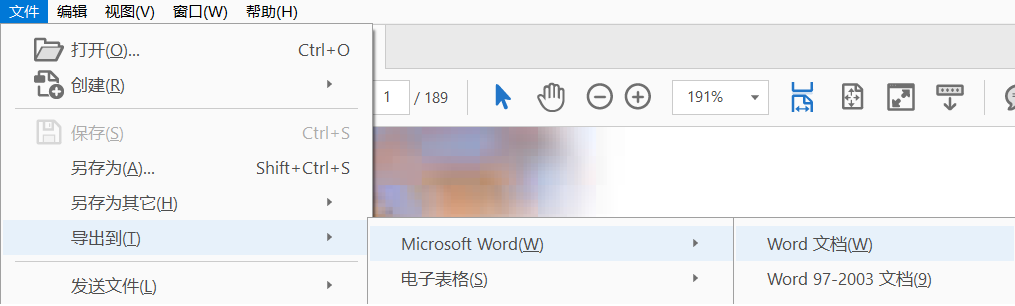 文件 编辑 视图(V) 窗口(W) 帮助(H)
打开(O)... Ctrl+O
创建(R)
1 / 189 191%
保存(S) Ctrl+S
另存为(A)... Shift+Ctrl+S
另存为其它(H)
导出到(T)
Microsoft Word(W) Word 文档(W)
电子表格(S) Word 97-2003 文档(9)
发送文件(L)